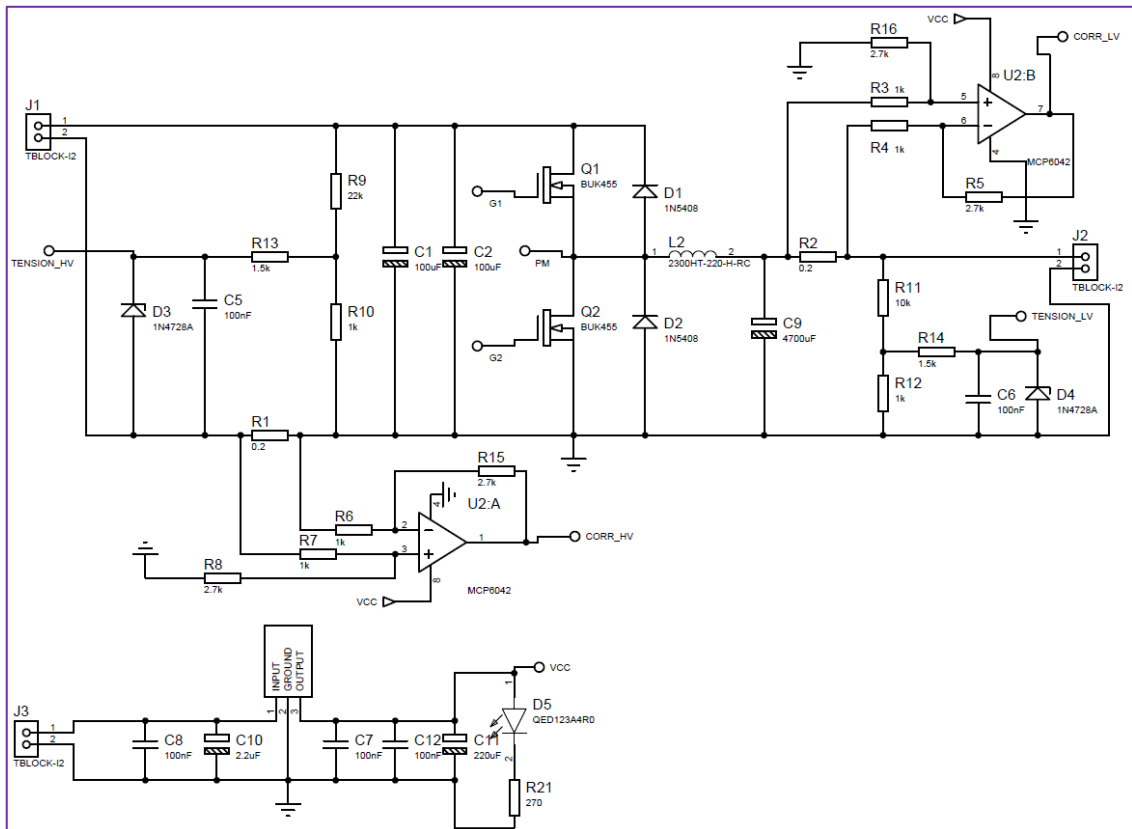 VCC
R16
2.7k
CORR_LV
8
U2:B
R3 1k
5
7
6
R4 1k
4
MCP6042
R5
2.7k
J1
1
2
TBLOCK-I2
R9
22k
Q1
BUK455
G1
D1
1N5408
TENSION_HV
R13
1.5k
C1
100uF
C2
100uF
PM
1
L2
2
2300HT-220-H-RC
R2
0.2
J2
1
2
TBLOCK-I2
D3
1N4728A
C5
100nF
R10
1k
Q2
BUK455
G2
D2
1N5408
C9
4700uF
R11
10k
TENSION_LV
R14
1.5k
R12
1k
C6
100nF
D4
1N4728A
R1
0.2
R15
2.7k
4
U2:A
R6
1k
2
1
CORR_HV
R7
1k
3
R8
2.7k
8
VCC
MCP6042
INPUT
GROUND
OUTPUT
1
2
3
VCC
1
D5
QED123A4R0
2
J3
1
2
TBLOCK-I2
C8
100nF
C10
2.2uF
C7
100nF
C12
100nF
C11
220uF
R21
270